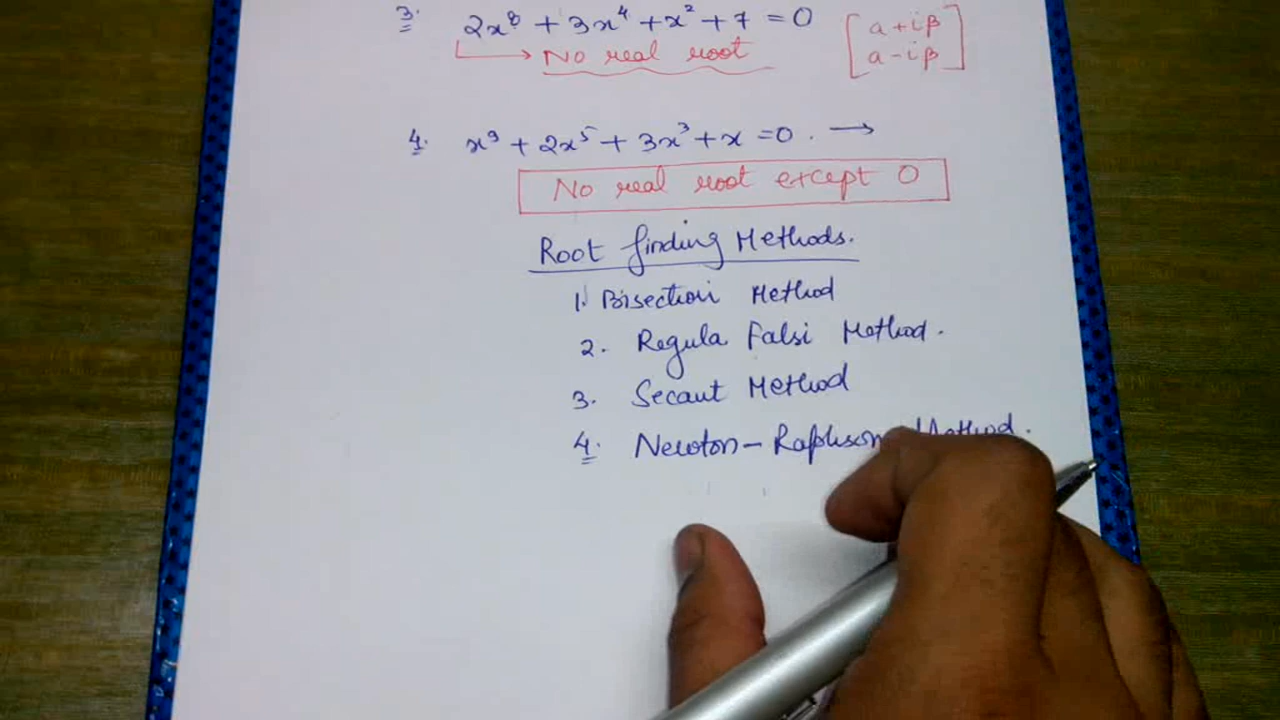 3. 2x⁸ + 3x⁴ + x² + 7 = 0 [a + iβ
a - iβ]
No real root
4. x⁹ + 2x⁵ + 3x³ + x = 0. →
No real root except 0
Root finding Methods.
1. Bisection Method
2. Regula Falsi Method.
3. Secant Method
4. Newton - Raphson Method.